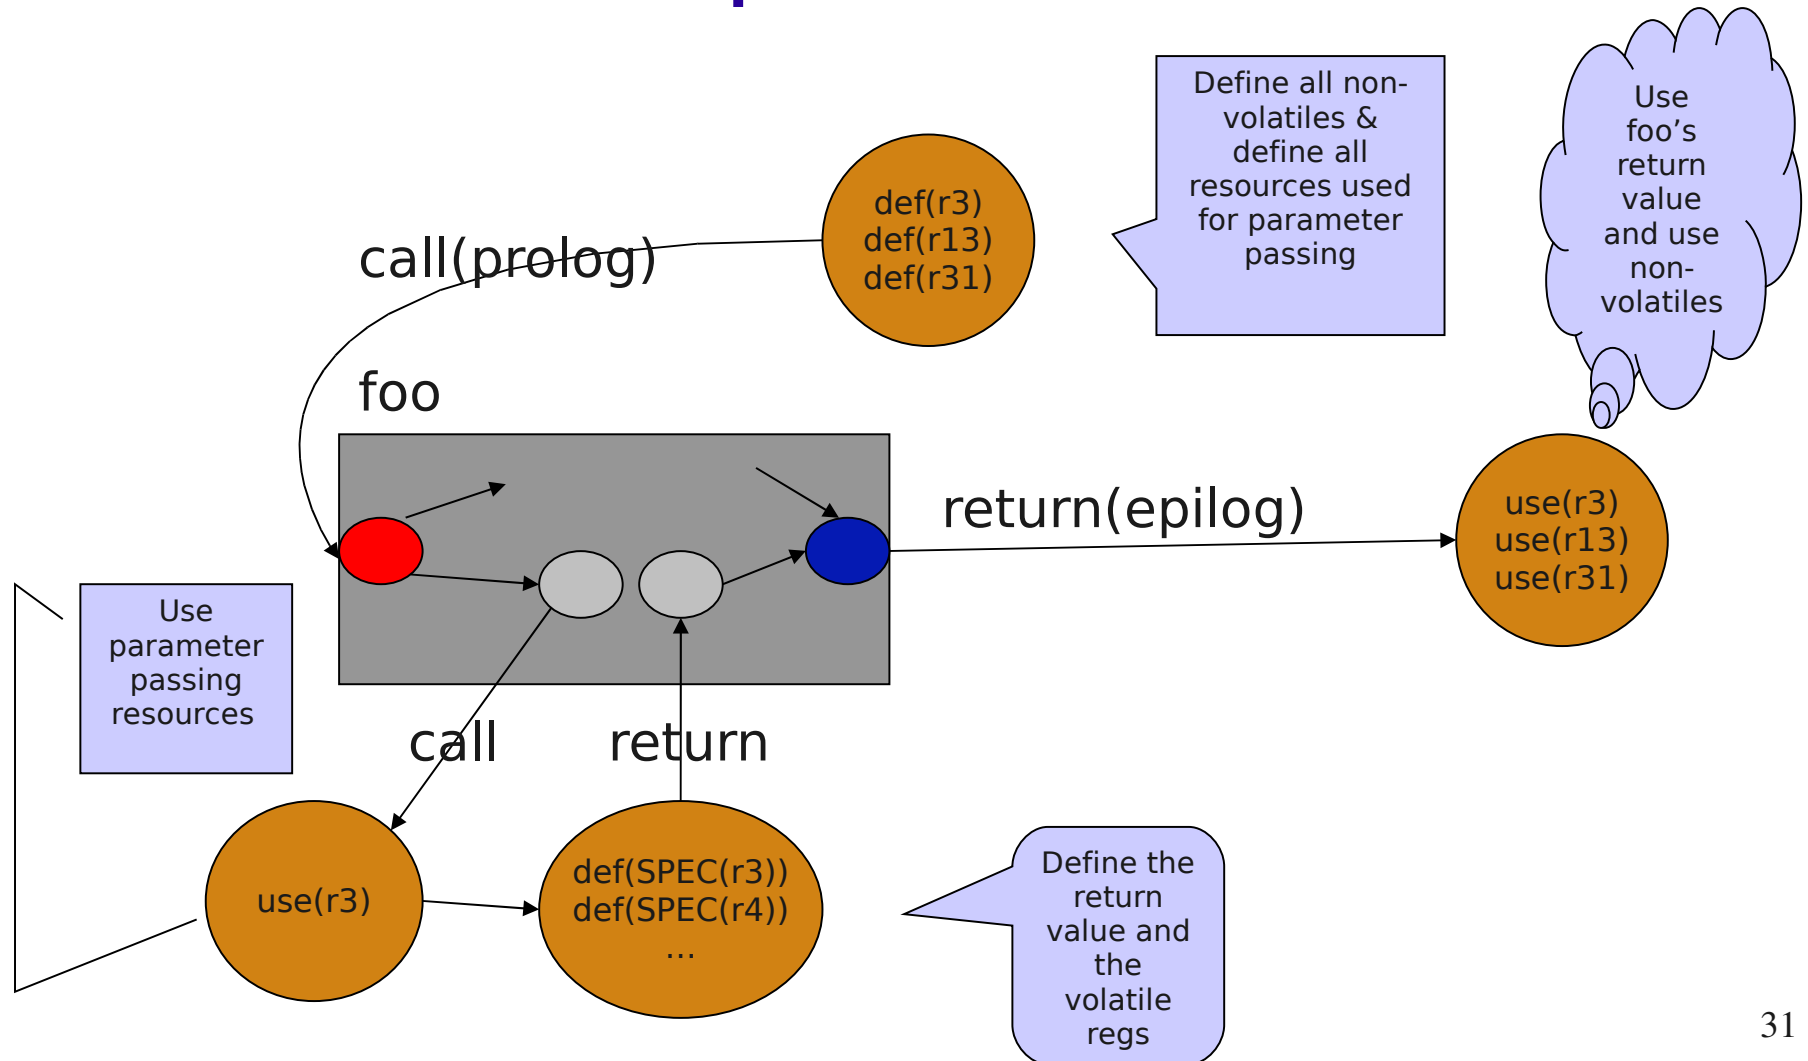 Define all non-
volatiles &
define all
resources used
for parameter
passing
Use
foo’s
return
value
and use
non-
volatiles
def(r3)
def(r13)
def(r31)
call(prolog)
foo
return(epilog)
use(r3)
use(r13)
use(r31)
Use
parameter
passing
resources
call
return
use(r3)
def(SPEC(r3))
def(SPEC(r4))
…
Define the
return
value and
the
volatile
regs
31